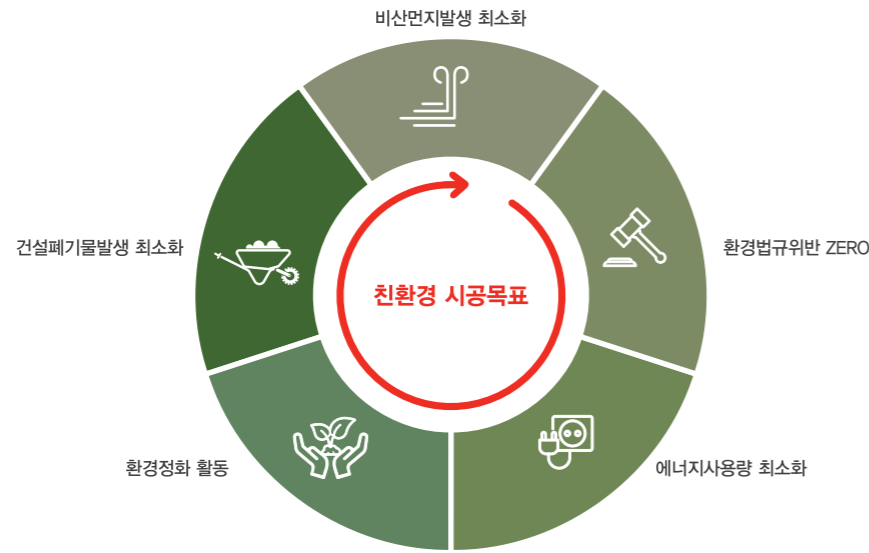 비산먼지발생 최소화
건설폐기물발생 최소화
환경법규위반 ZERO
친환경 시공목표
환경정화 활동
에너지사용량 최소화